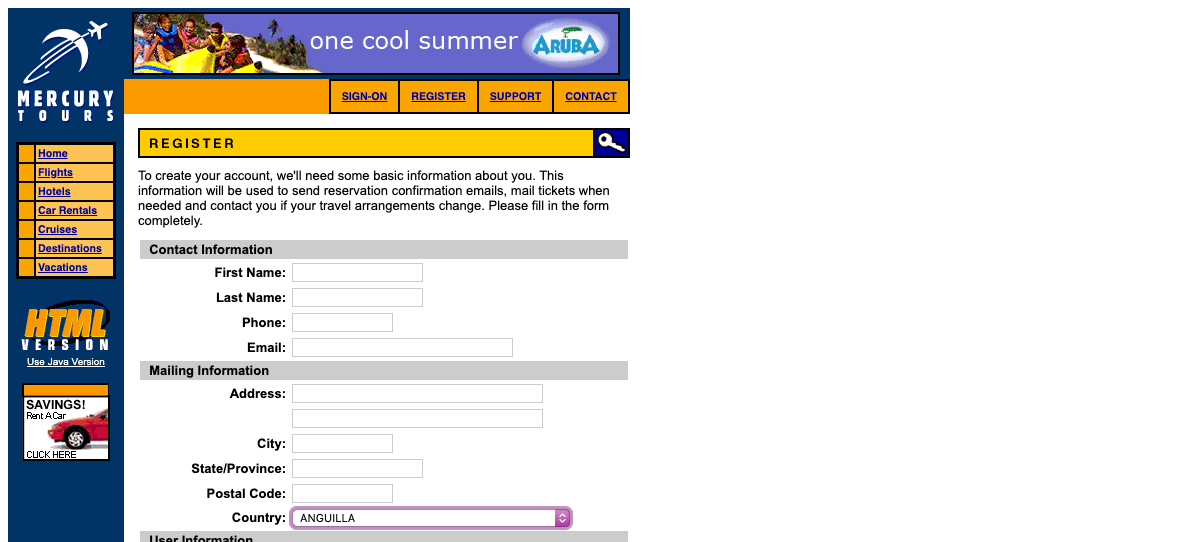 MERCURY
TOURS
one cool summer
ARUBA
SIGN-ON
REGISTER
SUPPORT
CONTACT
Home
Flights
Hotels
Car Rentals
Cruises
Destinations
Vacations
HTML
VERSION
Use Java Version
SAVINGS!
Rent A Car
CLICK HERE
REGISTER
To create your account, we'll need some basic information about you. This
information will be used to send reservation confirmation emails, mail tickets when
needed and contact you if your travel arrangements change. Please fill in the form
completely.
Contact Information
First Name:
Last Name:
Phone:
Email:
Mailing Information
Address:
City:
State/Province:
Postal Code:
Country: ANGUILLA
User Information